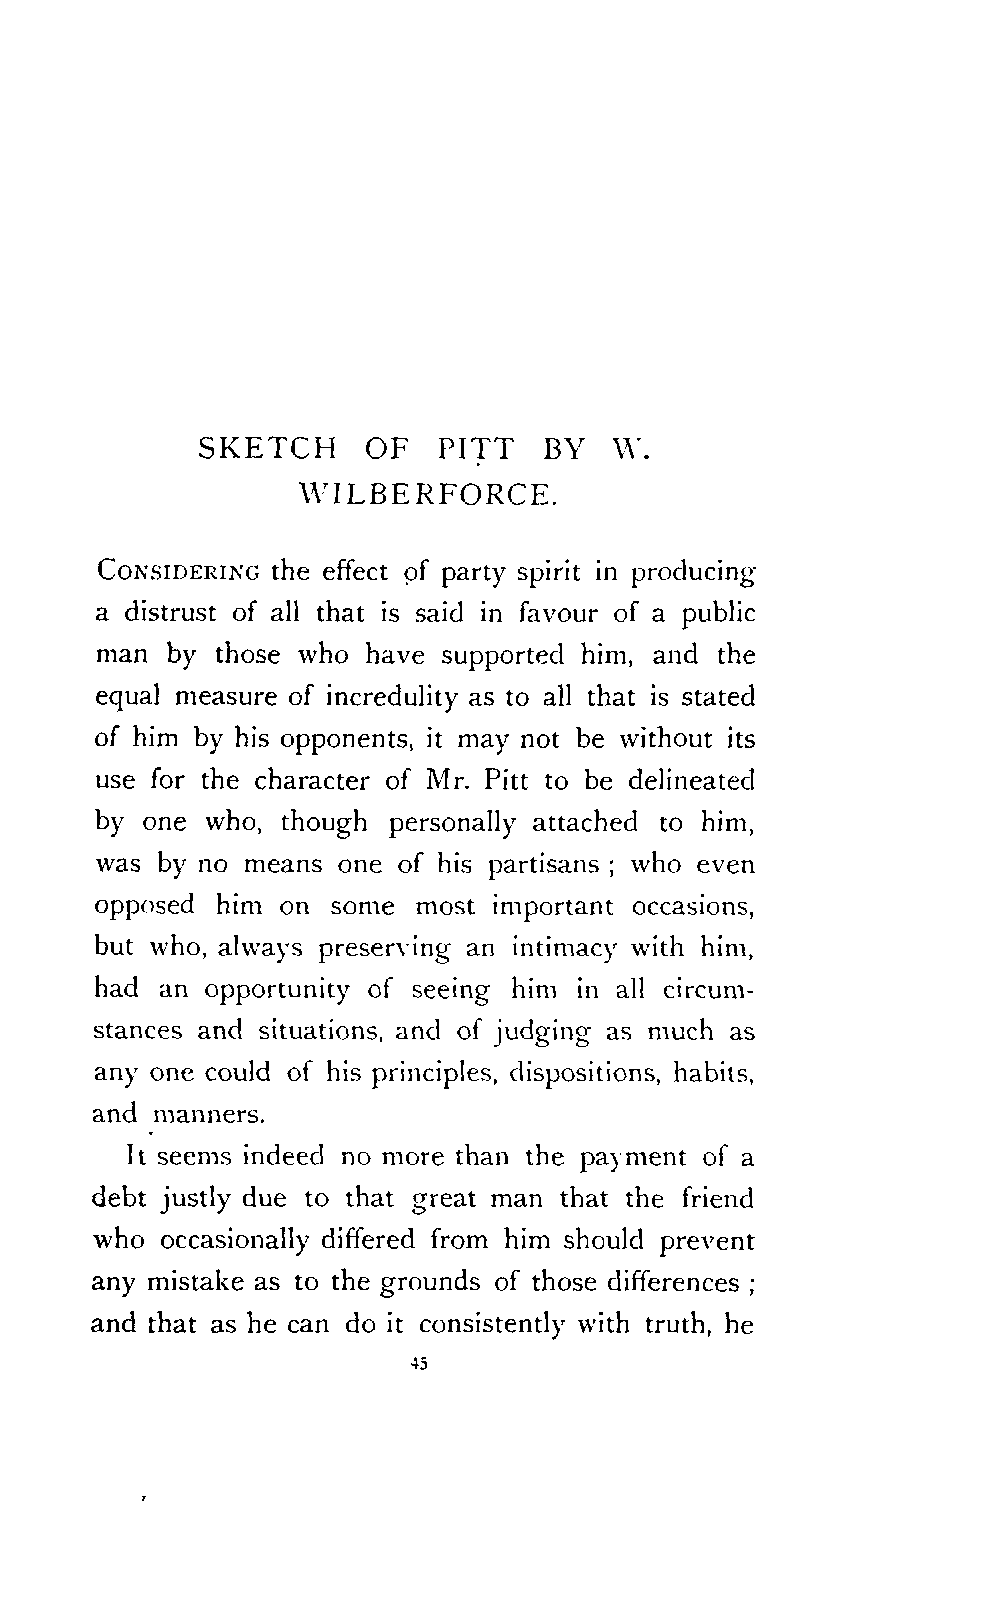 SKETCH OF PITT BY W.
WILBERFORCE.
CONSIDERING the effect of party spirit in producing
a distrust of all that is said in favour of a public
man by those who have supported him, and the
equal measure of incredulity as to all that is stated
of him by his opponents, it may not be without its
use for the character of Mr. Pitt to be delineated
by one who, though personally attached to him,
was by no means one of his partisans ; who even
opposed him on some most important occasions,
but who, always preserving an intimacy with him,
had an opportunity of seeing him in all circum-
stances and situations, and of judging as much as
any one could of his principles, dispositions, habits,
and manners.
It seems indeed no more than the payment of a
debt justly due to that great man that the friend
who occasionally differed from him should prevent
any mistake as to the grounds of those differences ;
and that as he can do it consistently with truth, he
45